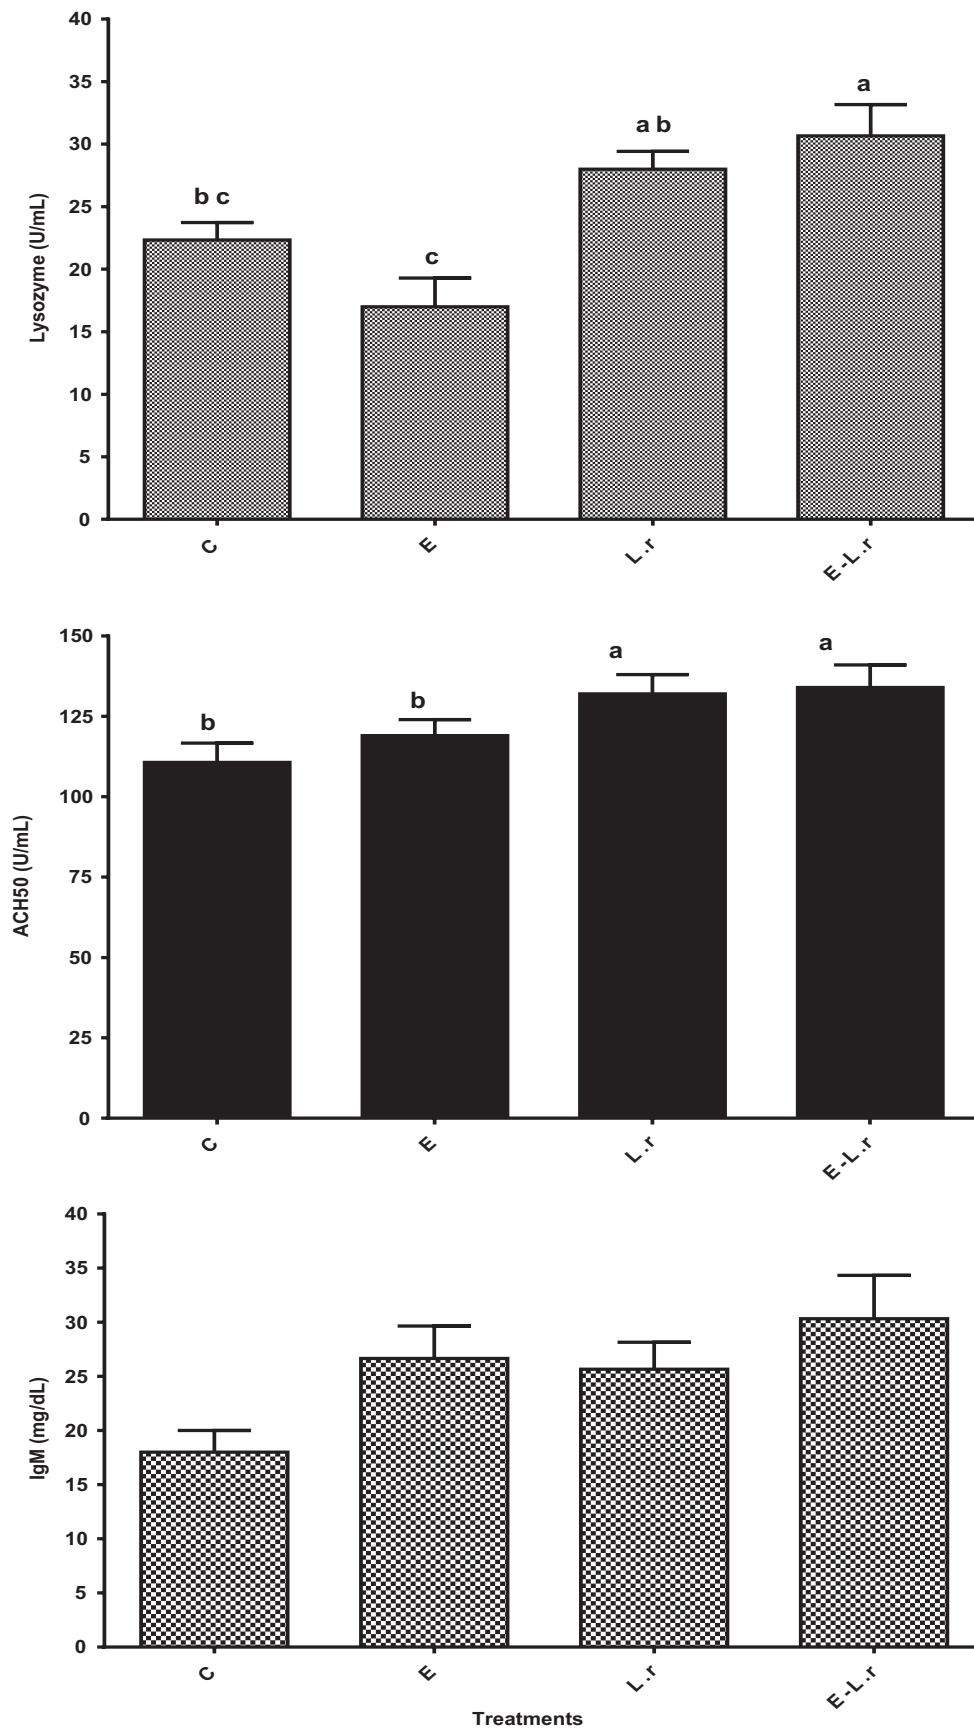 40
35
30
25
20
15
10
5
0
Lysozyme (U/mL)
b c
c
a b
a
C
E
L.r
E-L.r
150
125
100
75
50
25
0
ACH50 (U/mL)
b
b
a
a
C
E
L.r
E-L.r
40
35
30
25
20
15
10
5
0
IgM (mg/dL)
C
E
L.r
E-L.r
Treatments